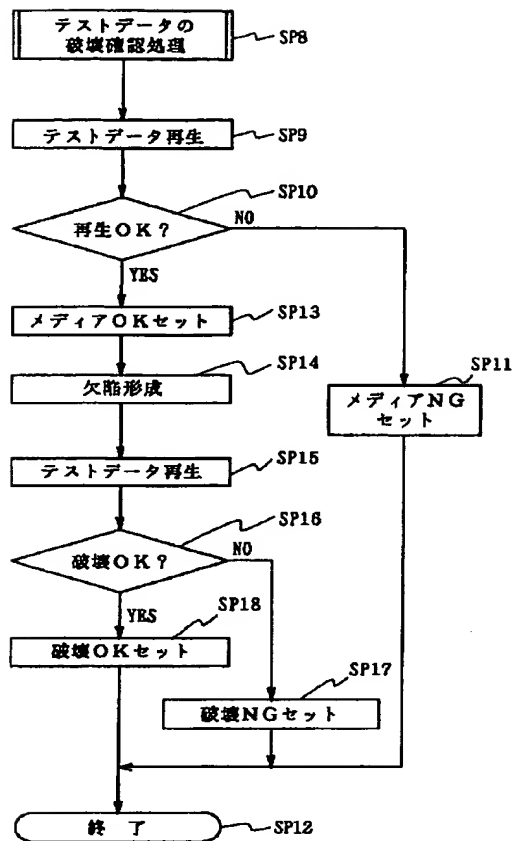 テストデータの
破壊確認処理
SP8
テストデータ再生
SP9
再生OK?
SP10
NO
YES
メディアOKセット
SP13
欠陥形成
SP14
メディアNG
セット
SP11
テストデータ再生
SP15
破壊OK?
SP16
NO
YES
破壊OKセット
SP18
破壊NGセット
SP17
終了
SP12